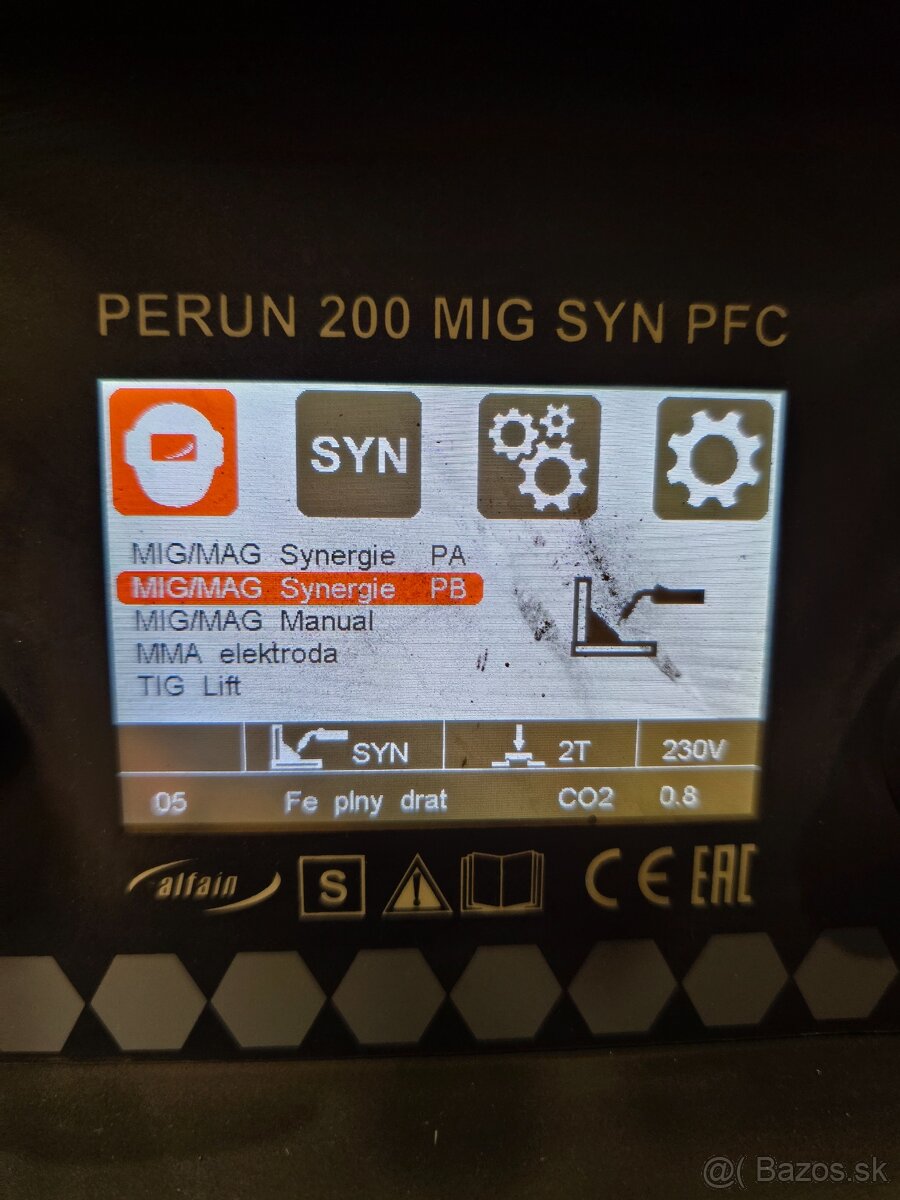 PERUN 200 MIG SYN PFC
SYN
MIG/MAG Synergie PA
MIG/MAG Synergie PB
MIG/MAG Manual
MMA elektroda
TIG Lift
SYN 2T 230V
05 Fe plny drat CO2 0.8
alfain S CE EAC
@( Bazos.sk